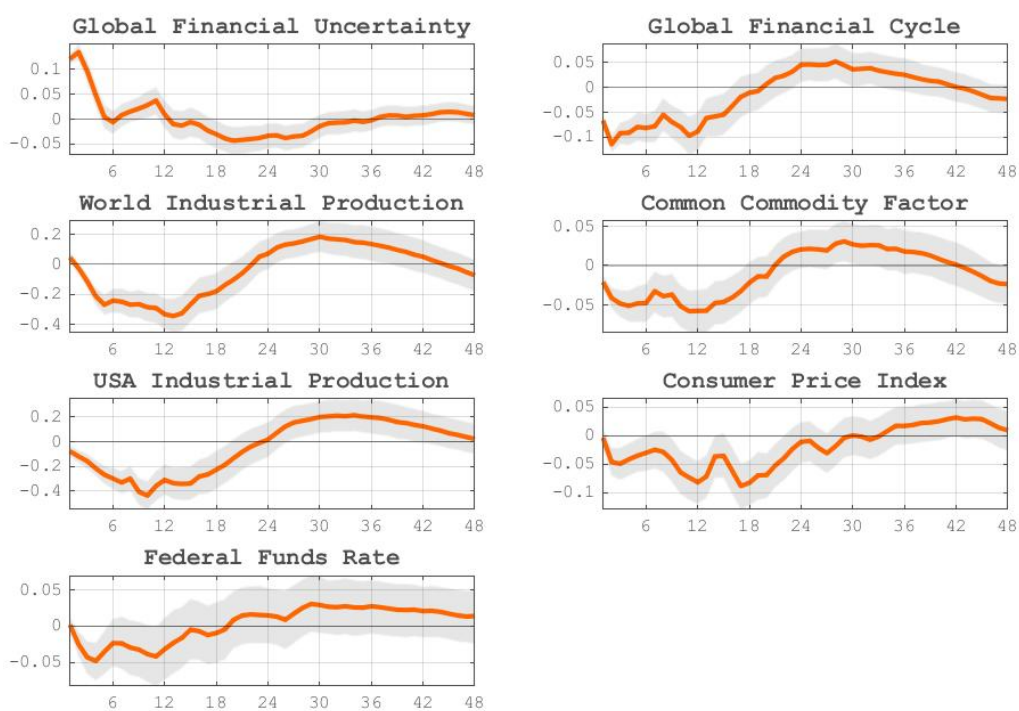 Global Financial Uncertainty
0.1
0.05
0
-0.05
6 12 18 24 30 36 42 48
Global Financial Cycle
0.05
0
-0.05
-0.1
6 12 18 24 30 36 42 48
World Industrial Production
0.2
0
-0.2
-0.4
6 12 18 24 30 36 42 48
Common Commodity Factor
0.05
0
-0.05
6 12 18 24 30 36 42 48
USA Industrial Production
0.2
0
-0.2
-0.4
6 12 18 24 30 36 42 48
Consumer Price Index
0.05
0
-0.05
-0.1
6 12 18 24 30 36 42 48
Federal Funds Rate
0.05
0
-0.05
6 12 18 24 30 36 42 48